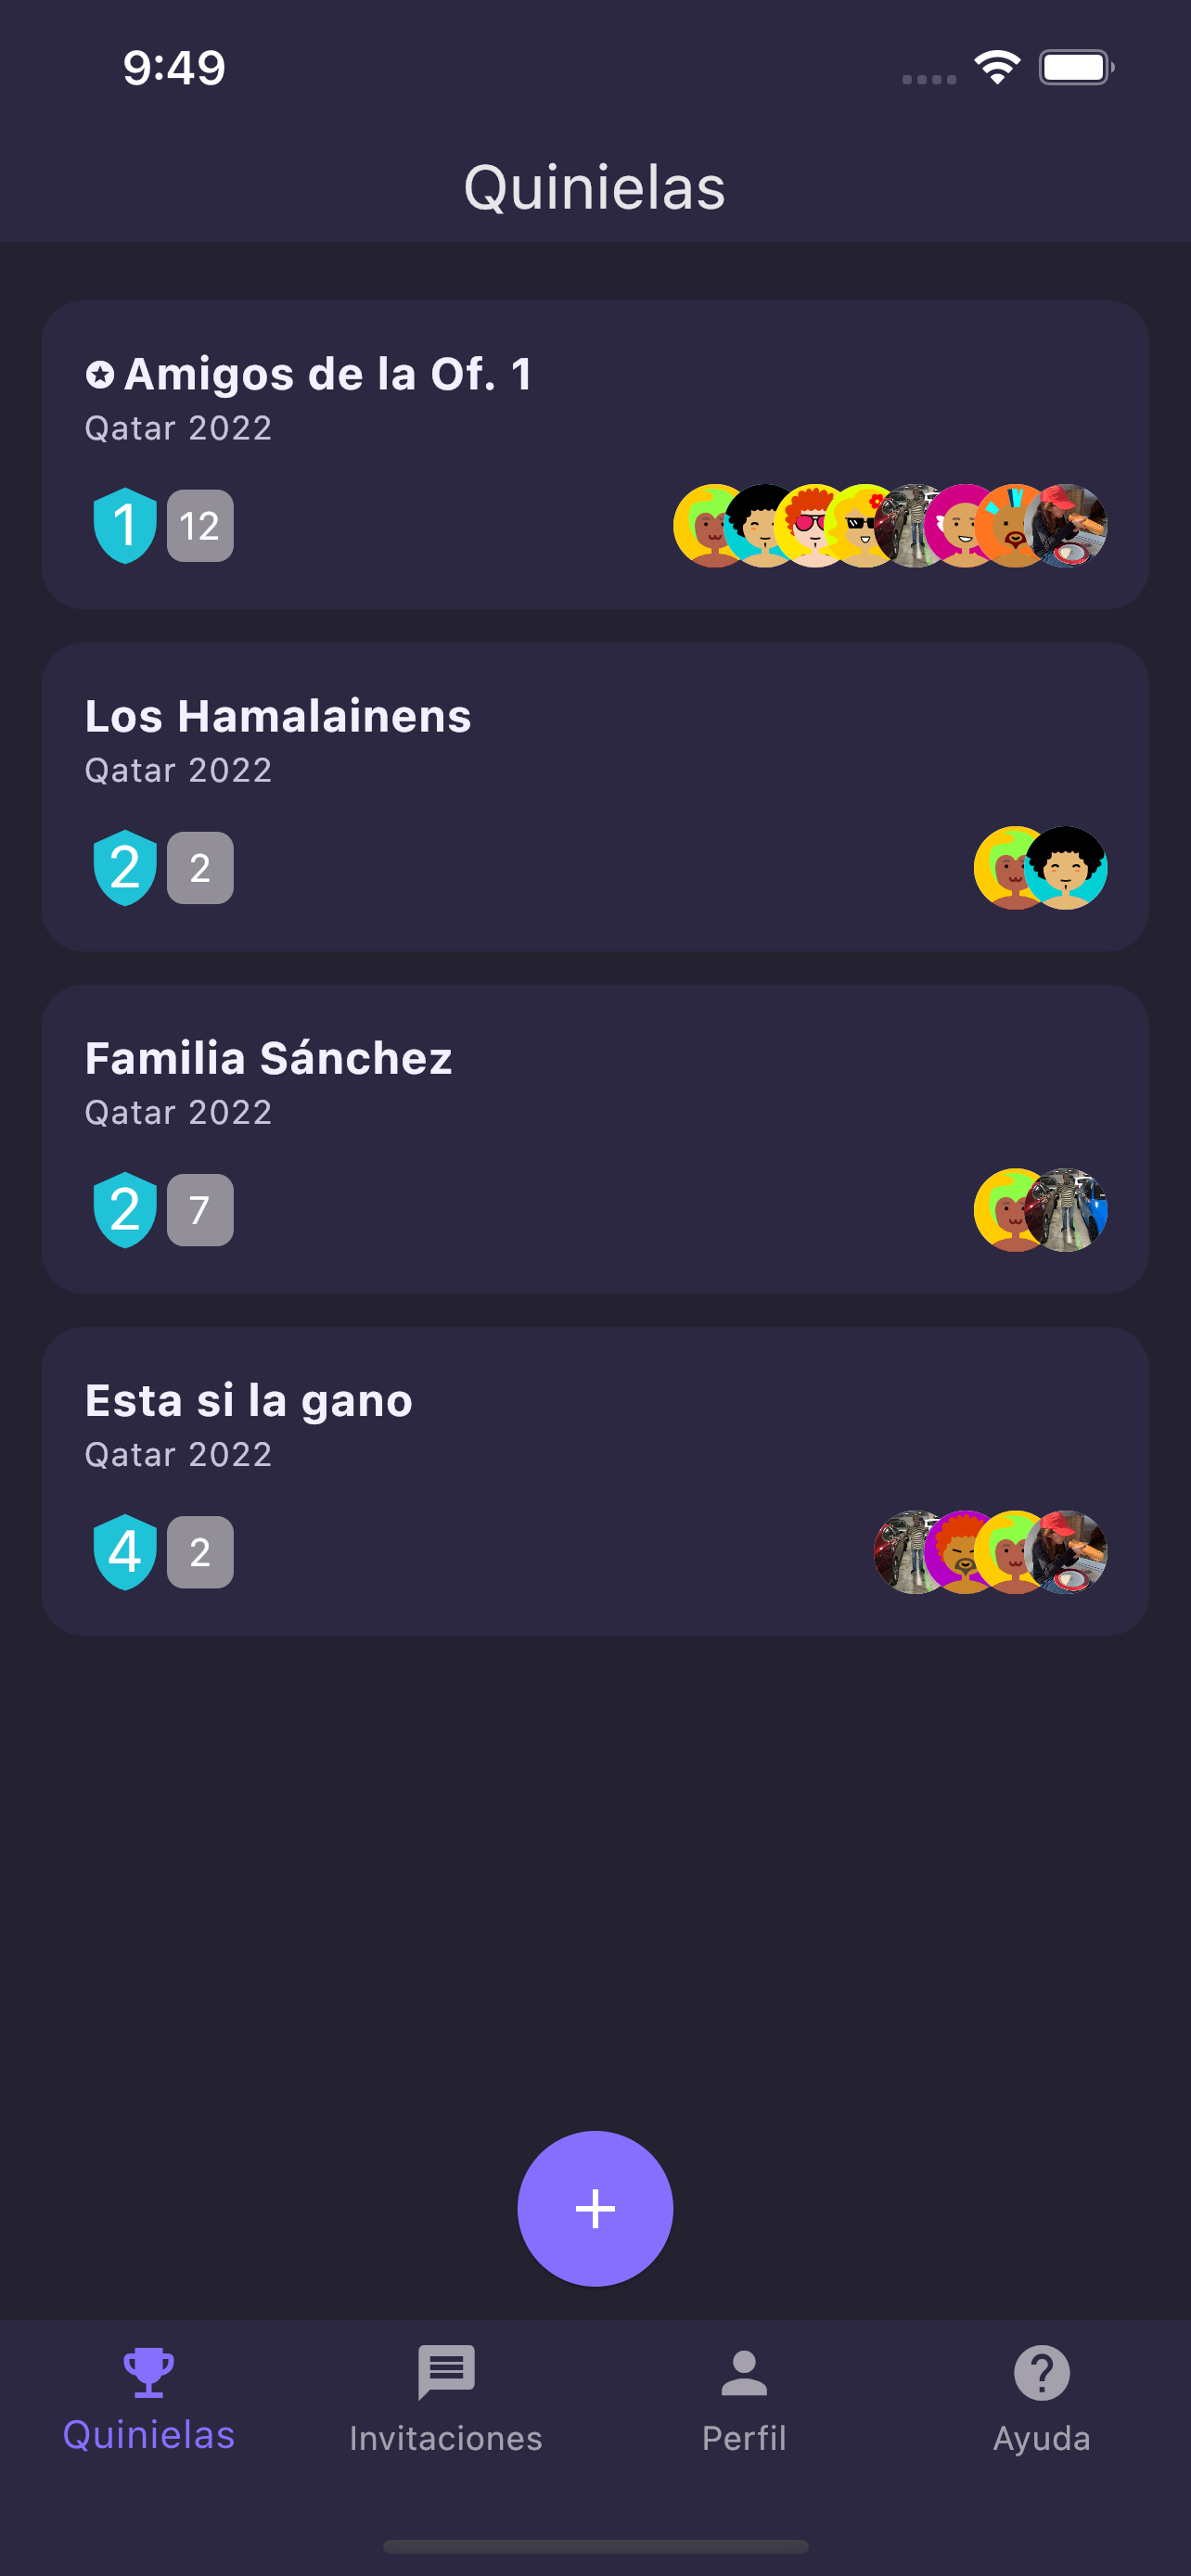 9:49
Quinielas
Amigos de la Of. 1
Qatar 2022
1 12
Los Hamalainens
Qatar 2022
2 2
Familia Sánchez
Qatar 2022
2 7
Esta si la gano
Qatar 2022
4 2
+
Quinielas Invitaciones Perfil Ayuda